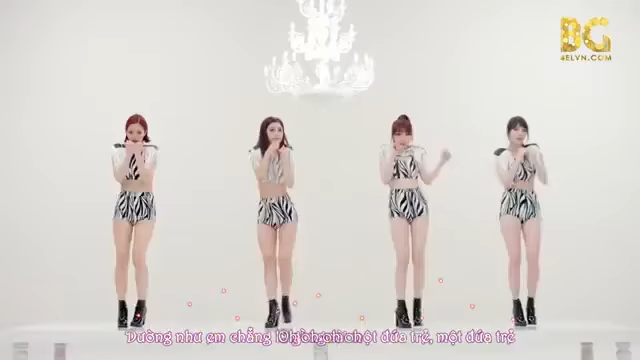 BG
4ELVN.COM
Dường như em chẳng một đứa trẻ, một đứa trẻ